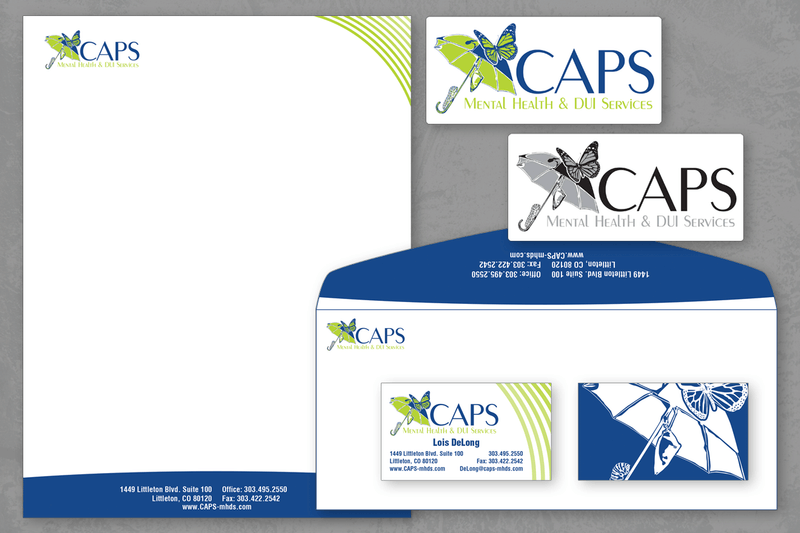 CAPS
Mental Health & DUI Services
1449 Littleton Blvd. Suite 100 Office: 303.495.2550
Littleton, CO 80120 Fax: 303.422.2542
www.CAPS-mhds.com
CAPS
Mental Health & DUI Services
CAPS
Mental Health & DUI Services
1449 Littleton Blvd. Suite 100 Office: 303.495.2550
Littleton, CO 80120 Fax: 303.422.2542
www.CAPS-mhds.com
CAPS
Mental Health & DUI Services
CAPS
Mental Health & DUI Services
Lois DeLong
1449 Littleton Blvd. Suite 100 303.495.2550
Littleton, CO 80120 Fax: 303.422.2542
www.CAPS-mhds.com DeLong@caps-mhds.com